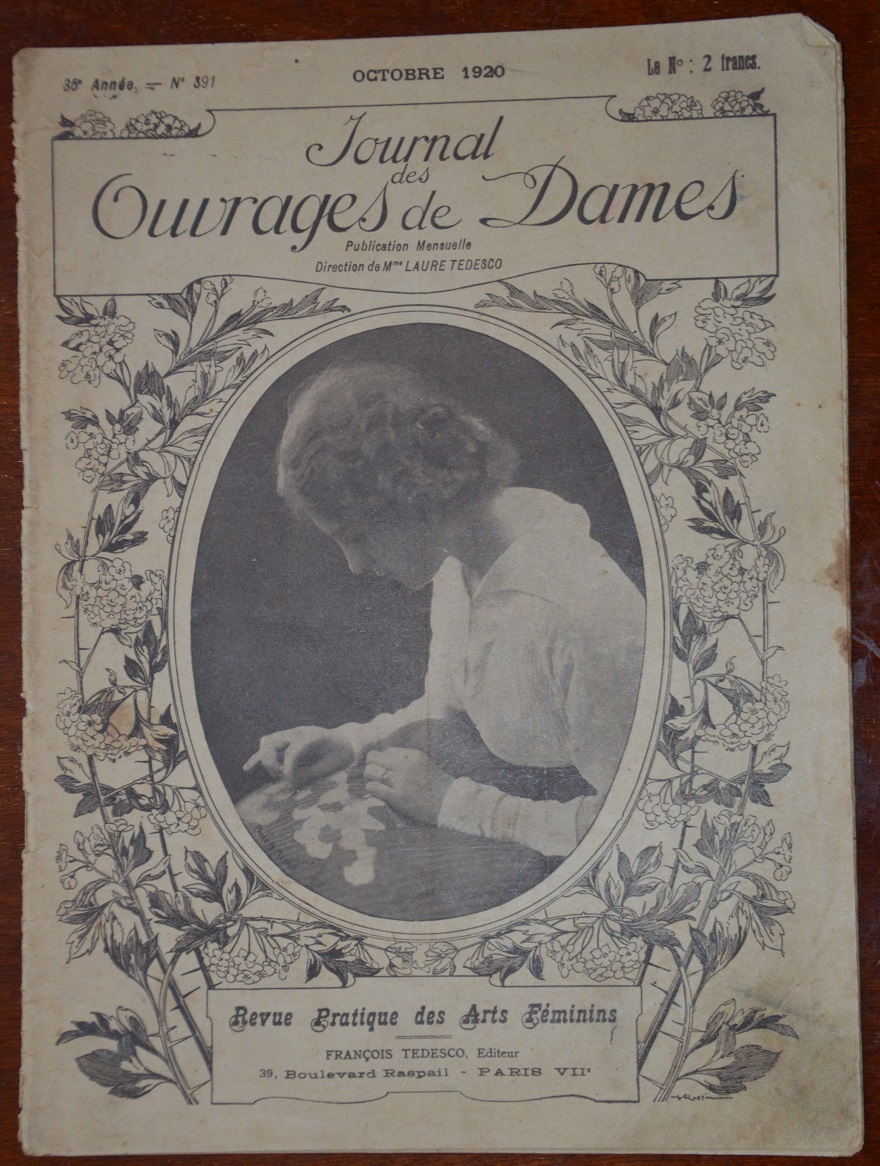 35e Année. — N° 391
OCTOBRE 1920
Le No : 2 francs.
Journal
des
Ouvrages de Dames
Publication Mensuelle
Direction de Mme LAURE TEDESCO
Revue Pratique des Arts Féminins
FRANÇOIS TEDESCO, Editeur
39, Boulevard Raspail - PARIS VIIe